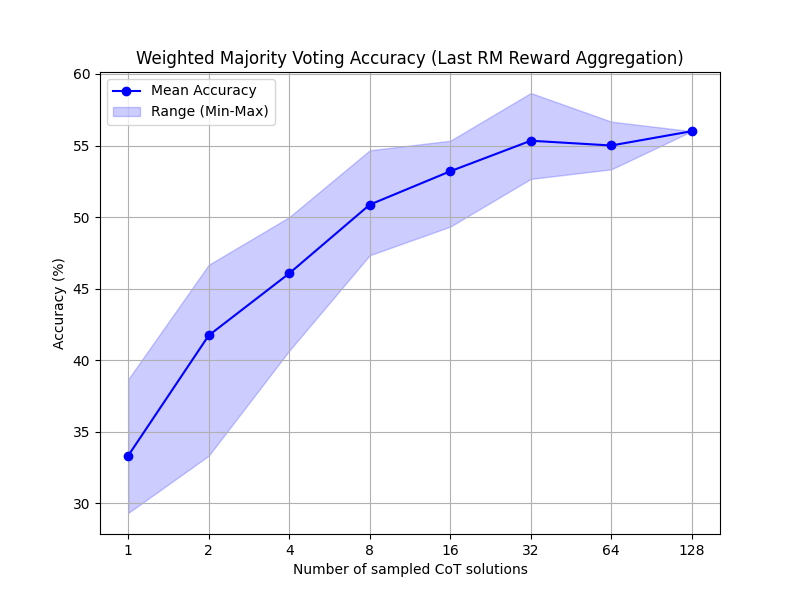 Weighted Majority Voting Accuracy (Last RM Reward Aggregation)
Mean Accuracy
Range (Min-Max)
60
55
50
45
40
35
30
Accuracy (%)
1 2 4 8 16 32 64 128
Number of sampled CoT solutions